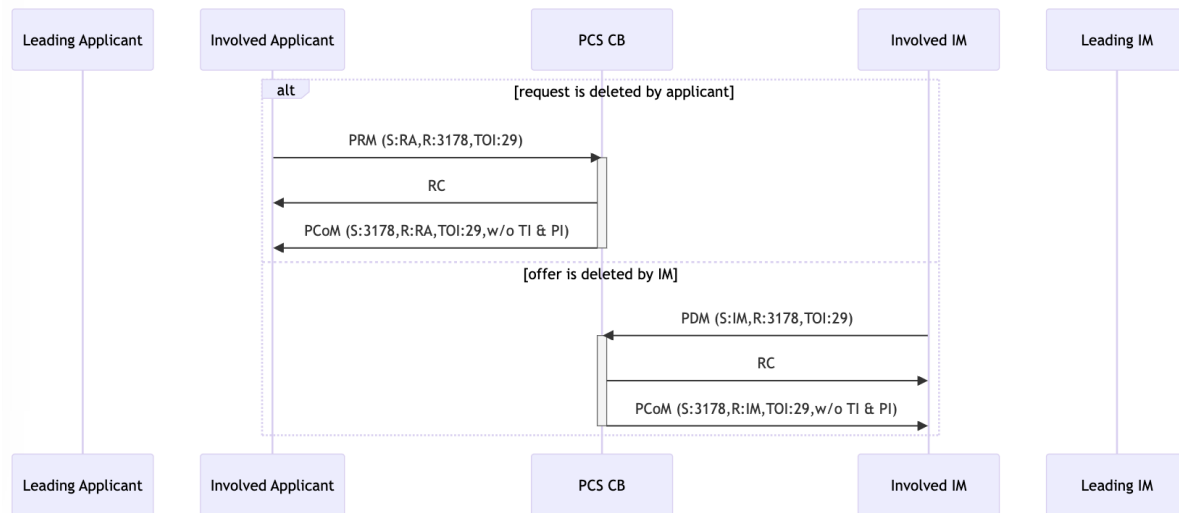 Leading Applicant
Involved Applicant
PCS CB
Involved IM
Leading IM
alt
[request is deleted by applicant]
PRM (S:RA,R:3178,TOI:29)
RC
PCoM (S:3178,R:RA,TOI:29,w/o TI & PI)
[offer is deleted by IM]
PDM (S:IM,R:3178,TOI:29)
RC
PCoM (S:3178,R:IM,TOI:29,w/o TI & PI)
Leading Applicant
Involved Applicant
PCS CB
Involved IM
Leading IM